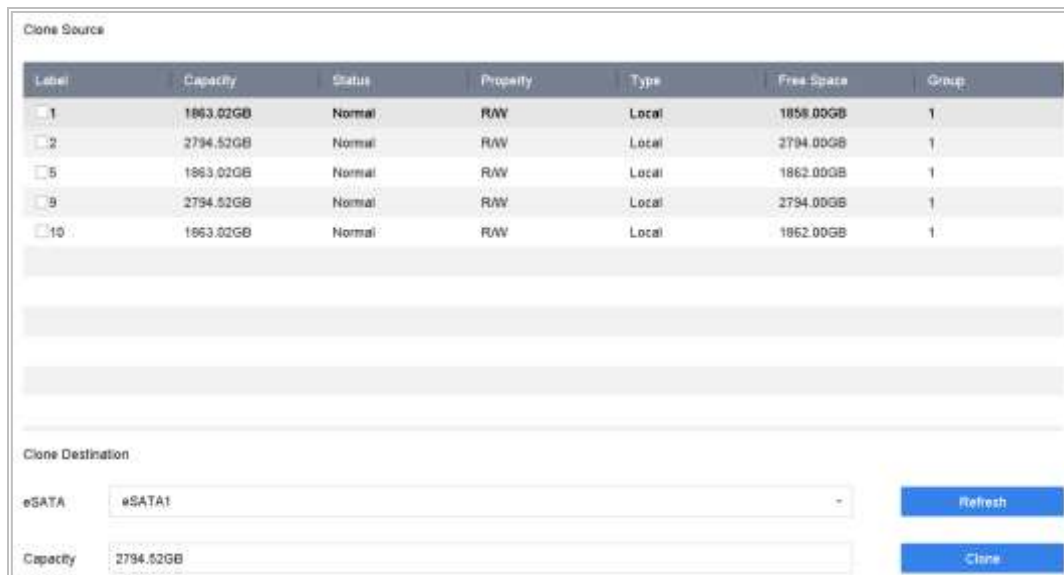 Clone Source
Label Capacity Status Property Type Free Space Group
1 1863.02GB Normal R/W Local 1858.00GB 1
2 2794.52GB Normal R/W Local 2794.00GB 1
5 1863.02GB Normal R/W Local 1862.00GB 1
9 2794.52GB Normal R/W Local 2794.00GB 1
10 1863.02GB Normal R/W Local 1862.00GB 1
Clone Destination
eSATA eSATA1 Refresh
Capacity 2794.52GB Clone